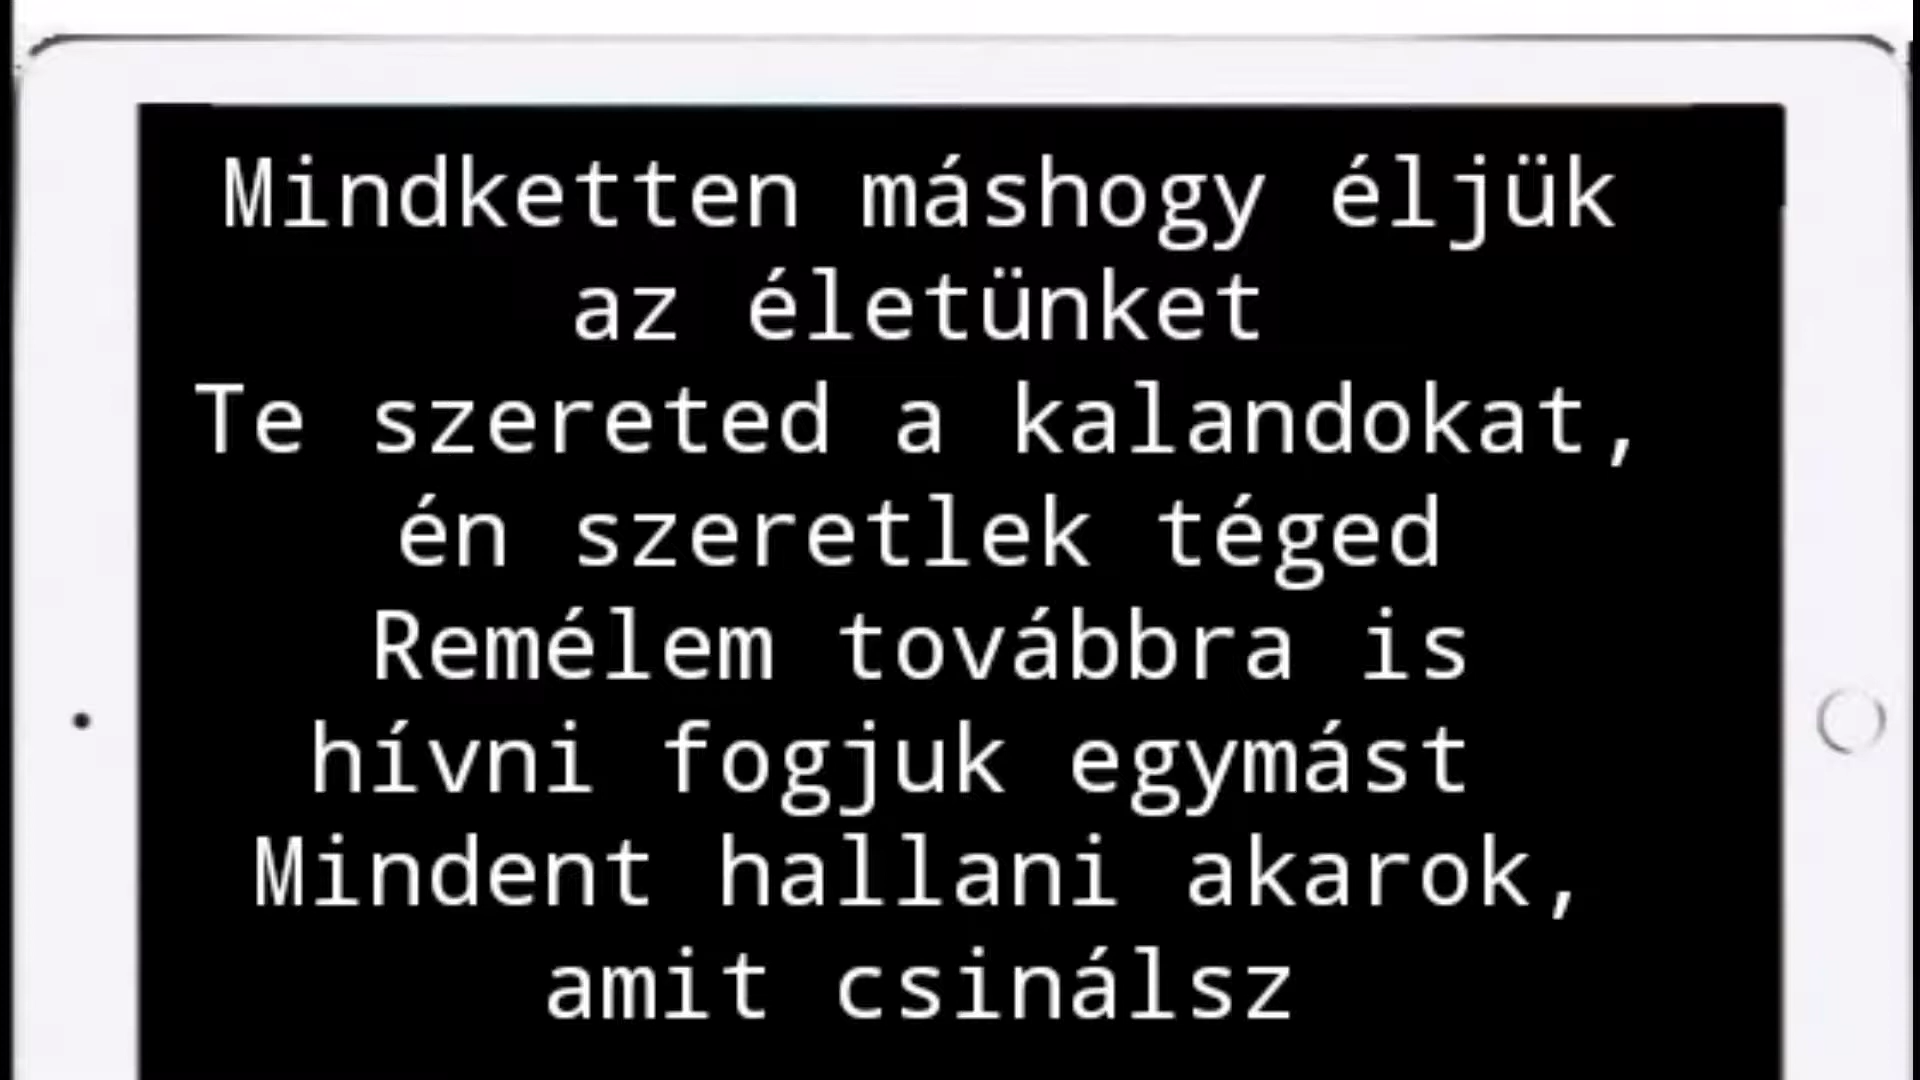 Mindketten máshogy éljük
az életünket
Te szereted a kalandokat,
én szeretlek téged
Remélem továbbra is
hívni fogjuk egymást
Mindent hallani akarok,
amit csinálsz